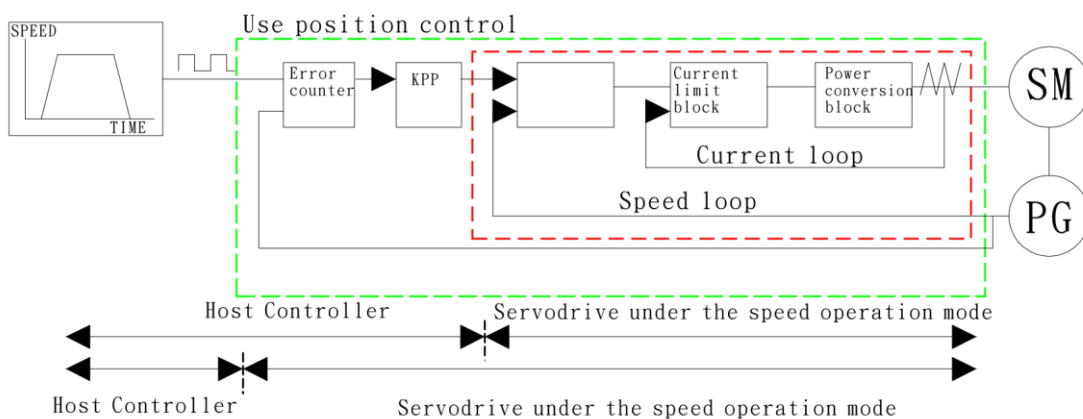 Use position control
SPEED
TIME
Error
counter
KPP
Current
limit
block
Power
conversion
block
SM
Current loop
Speed loop
PG
Host Controller
Servodrive under the speed operation mode
Host Controller
Servodrive under the speed operation mode